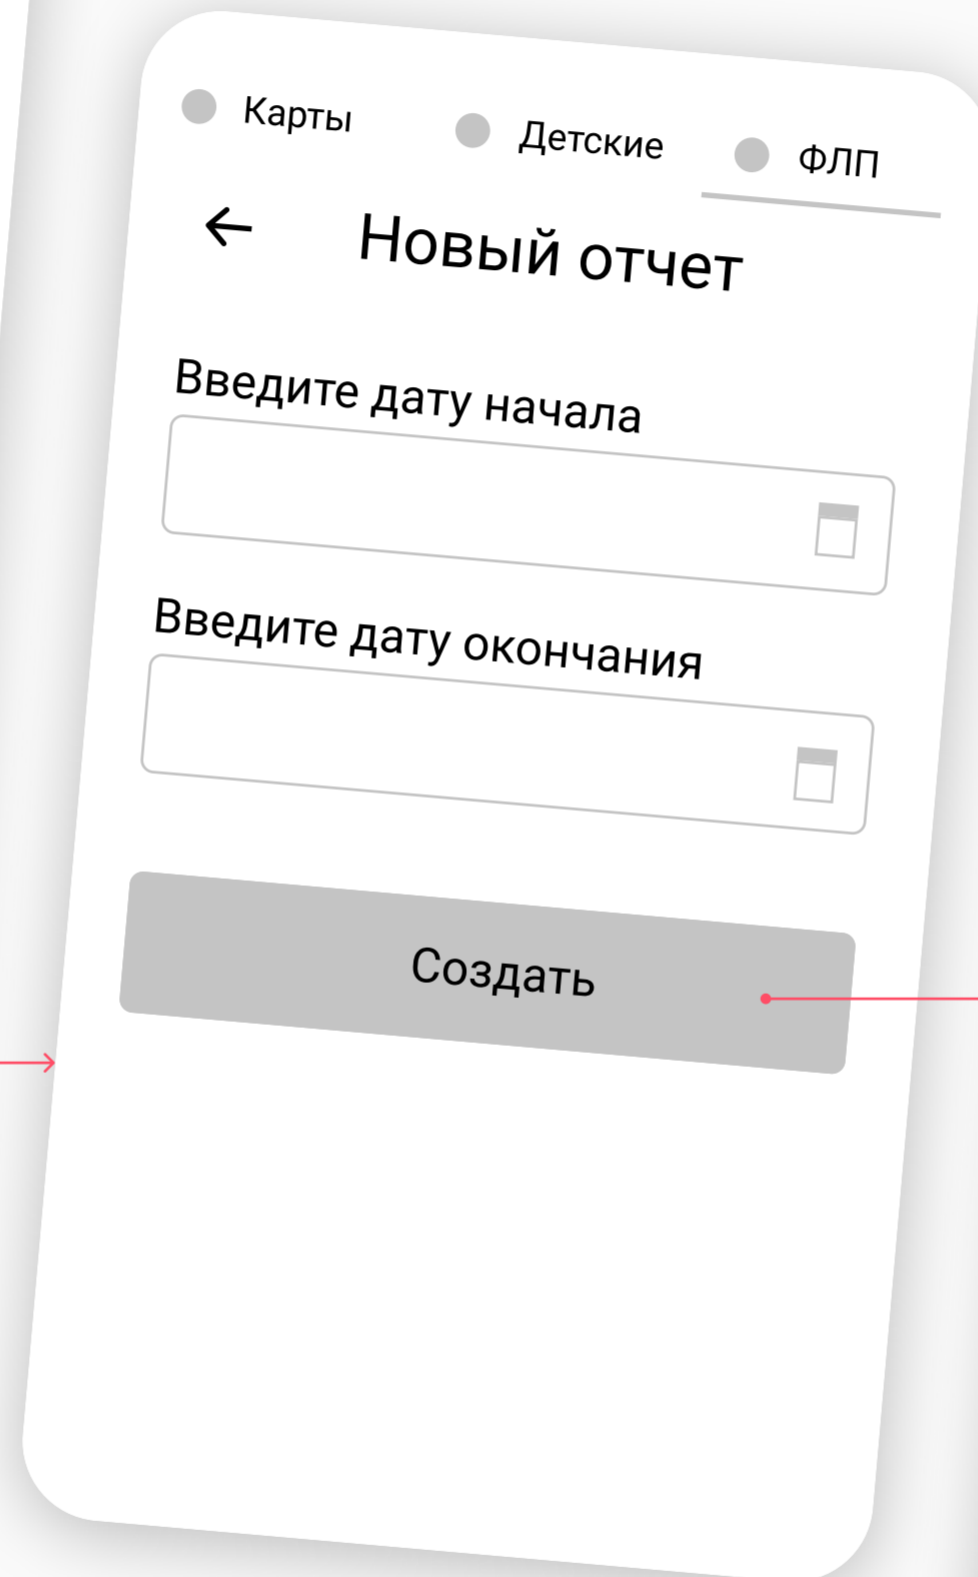 Карты Детские ФЛП
Новый отчет
Введите дату начала
Введите дату окончания
Создать